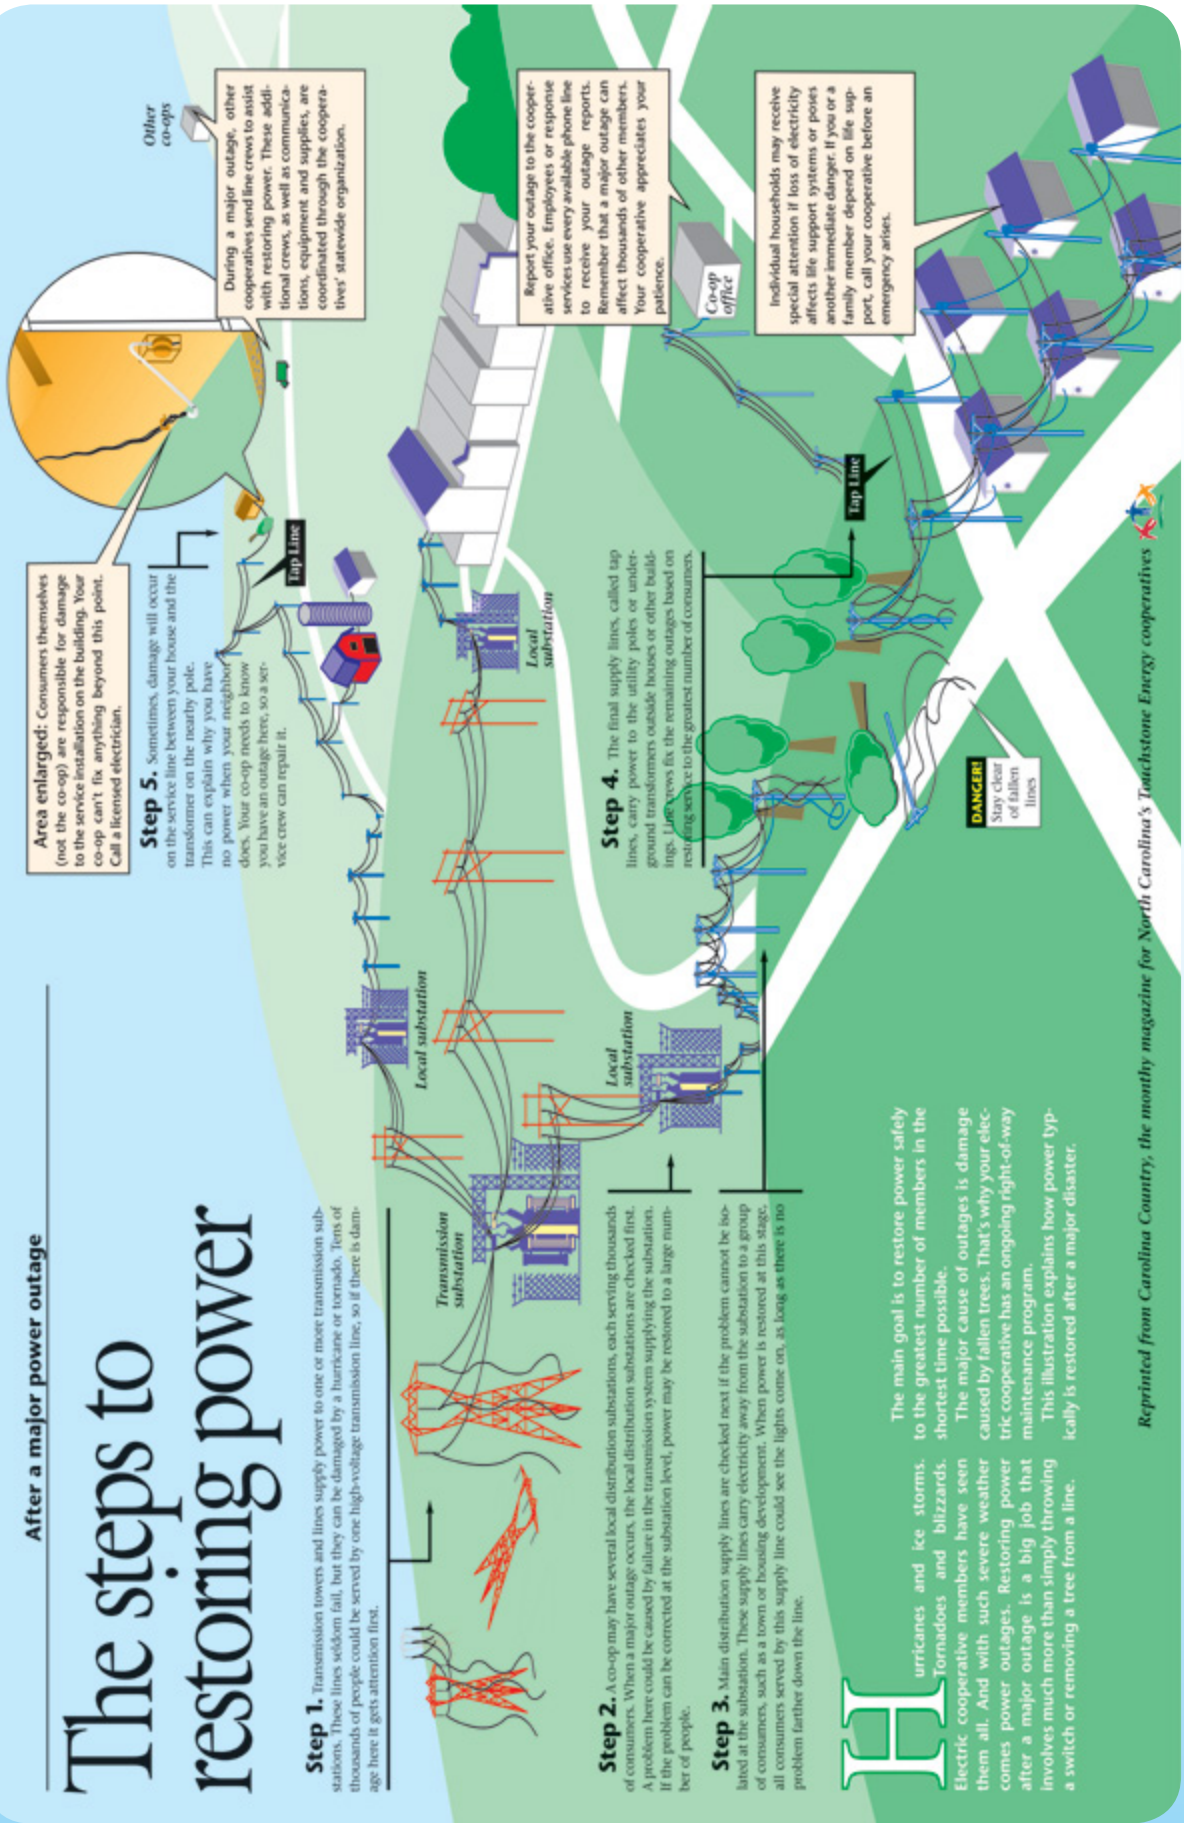 After a major power outage
The steps to
restoring power
Step 1. Transmission towers and lines supply power to one or more transmission sub-
stations. These lines seldom fail, but they can be damaged by a hurricane or tornado. Tens of
thousands of people could be served by one high-voltage transmission line, so if there is dam-
age here it gets attention first.
Transmission
substation
Step 2. A co-op may have several local distribution substations, each serving thousands
of consumers. When a major outage occurs, the local distribution substations are checked first.
A problem here could be caused by failure in the transmission system supplying the substation.
If the problem can be corrected at the substation level, power may be restored to a large num-
ber of people.
Local substation
Local
substation
Local
substation
Step 3. Main distribution supply lines are checked next if the problem cannot be iso-
lated at the substation. These supply lines carry electricity away from the substation to a group
of consumers, such as a town or housing development. When power is restored at this stage,
all consumers served by this supply line could see the lights come on, as long as there is no
problem farther down the line.
Hurricanes and ice storms.
Tornadoes and blizzards.
Electric cooperative members have seen
them all. And with such severe weather
comes power outages. Restoring power
after a major outage is a big job that
involves much more than simply throwing
a switch or removing a tree from a line.
The main goal is to restore power safely
to the greatest number of members in the
shortest time possible.
The major cause of outages is damage
caused by fallen trees. That's why your elec-
tric cooperative has an ongoing right-of-way
maintenance program.
This illustration explains how power typ-
ically is restored after a major disaster.
Area enlarged: Consumers themselves
(not the co-op) are responsible for damage
to the service installation on the building. Your
co-op can't fix anything beyond this point.
Call a licensed electrician.
Step 5. Sometimes, damage will occur
on the service line between your house and the
transformer on the nearby pole.
This can explain why you have
no power when your neighbor
does. Your co-op needs to know
you have an outage here, so a ser-
vice crew can repair it.
Tap Line
Other
co-ops
During a major outage, other
cooperatives send line crews to assist
with restoring power. These addi-
tional crews, as well as communica-
tions, equipment and supplies, are
coordinated through the coopera-
tives' statewide organization.
Report your outage to the cooper-
ative office. Employees or response
services use every available phone line
to receive your outage reports.
Remember that a major outage can
affect thousands of other members.
Your cooperative appreciates your
patience.
Co-op
office
Step 4. The final supply lines, called tap
lines, carry power to the utility poles or under-
ground transformers outside houses or other build-
ings. Line crews fix the remaining outages based on
restoring service to the greatest number of consumers.
Tap Line
Individual households may receive
special attention if loss of electricity
affects life support systems or poses
another immediate danger. If you or a
family member depend on life sup-
port, call your cooperative before an
emergency arises.
DANGER!
Stay clear
of fallen
lines
Reprinted from Carolina Country, the monthy magazine for North Carolina's Touchstone Energy cooperatives